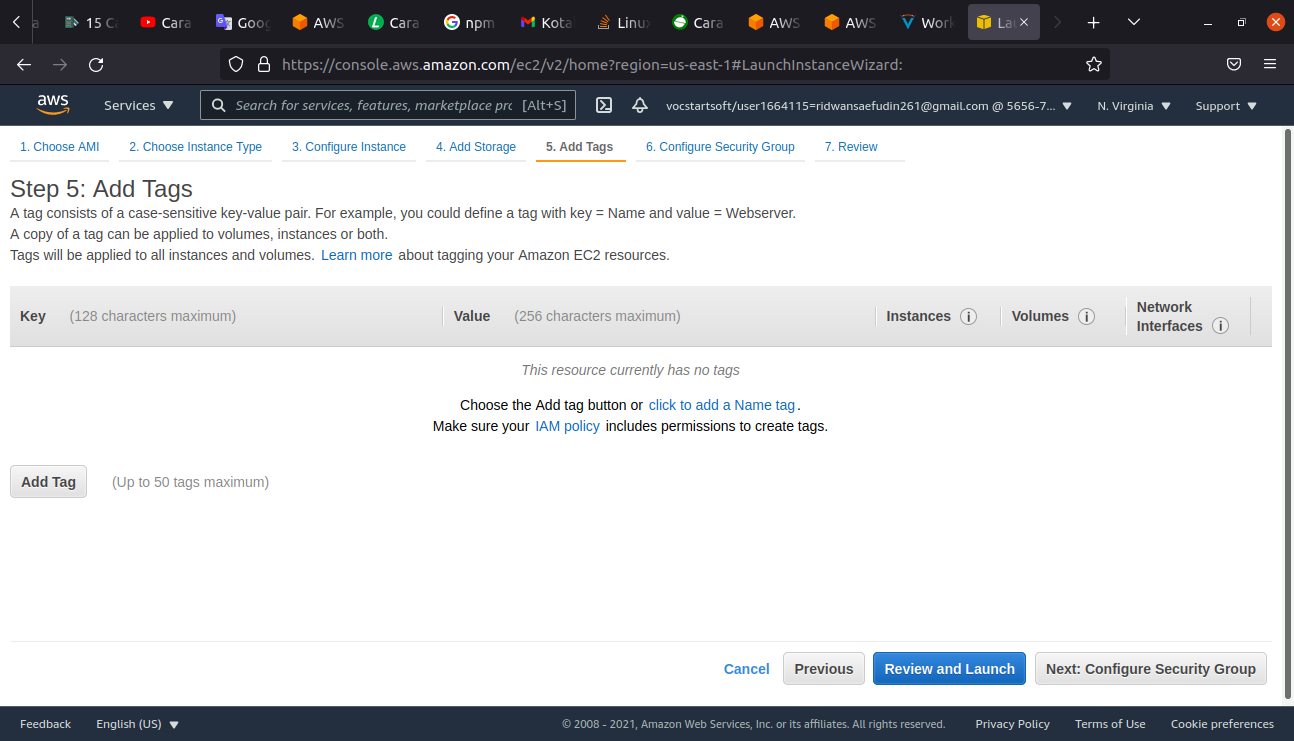 15 Ca
Cara
Goog
AWS
Cara
npm
Kota
Linux
Cara
AWS
AWS
Work
La
https://console.aws.amazon.com/ec2/v2/home?region=us-east-1#LaunchInstanceWizard:
aws
Services
Search for services, features, marketplace prc
[Alt+S]
vocstartsoft/user1664115=ridwansaefudin261@gmail.com @ 5656-7...
N. Virginia
Support
1. Choose AMI
2. Choose Instance Type
3. Configure Instance
4. Add Storage
5. Add Tags
6. Configure Security Group
7. Review
Step 5: Add Tags
A tag consists of a case-sensitive key-value pair. For example, you could define a tag with key = Name and value = Webserver.
A copy of a tag can be applied to volumes, instances or both.
Tags will be applied to all instances and volumes. Learn more about tagging your Amazon EC2 resources.
Key (128 characters maximum)
Value (256 characters maximum)
Instances
Volumes
Network
Interfaces
This resource currently has no tags
Choose the Add tag button or click to add a Name tag.
Make sure your IAM policy includes permissions to create tags.
Add Tag
(Up to 50 tags maximum)
Cancel
Previous
Review and Launch
Next: Configure Security Group
Feedback
English (US)
© 2008 - 2021, Amazon Web Services, Inc. or its affiliates. All rights reserved.
Privacy Policy
Terms of Use
Cookie preferences